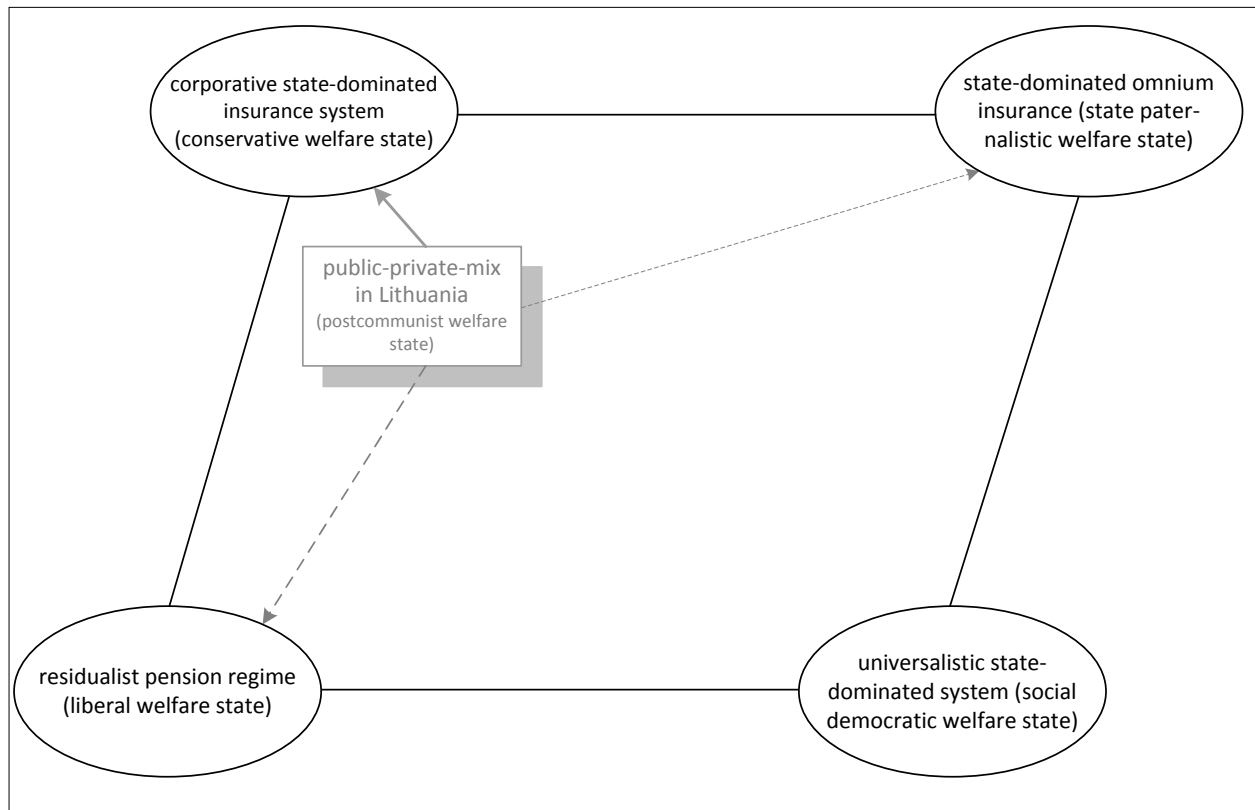 corporative state-dominated
insurance system
(conservative welfare state)
state-dominated omnium
insurance (state pater-
nalistic welfare state)
public-private-mix
in Lithuania
(postcommunist welfare
state)
residualist pension regime
(liberal welfare state)
universalistic state-
dominated system (social
democratic welfare state)